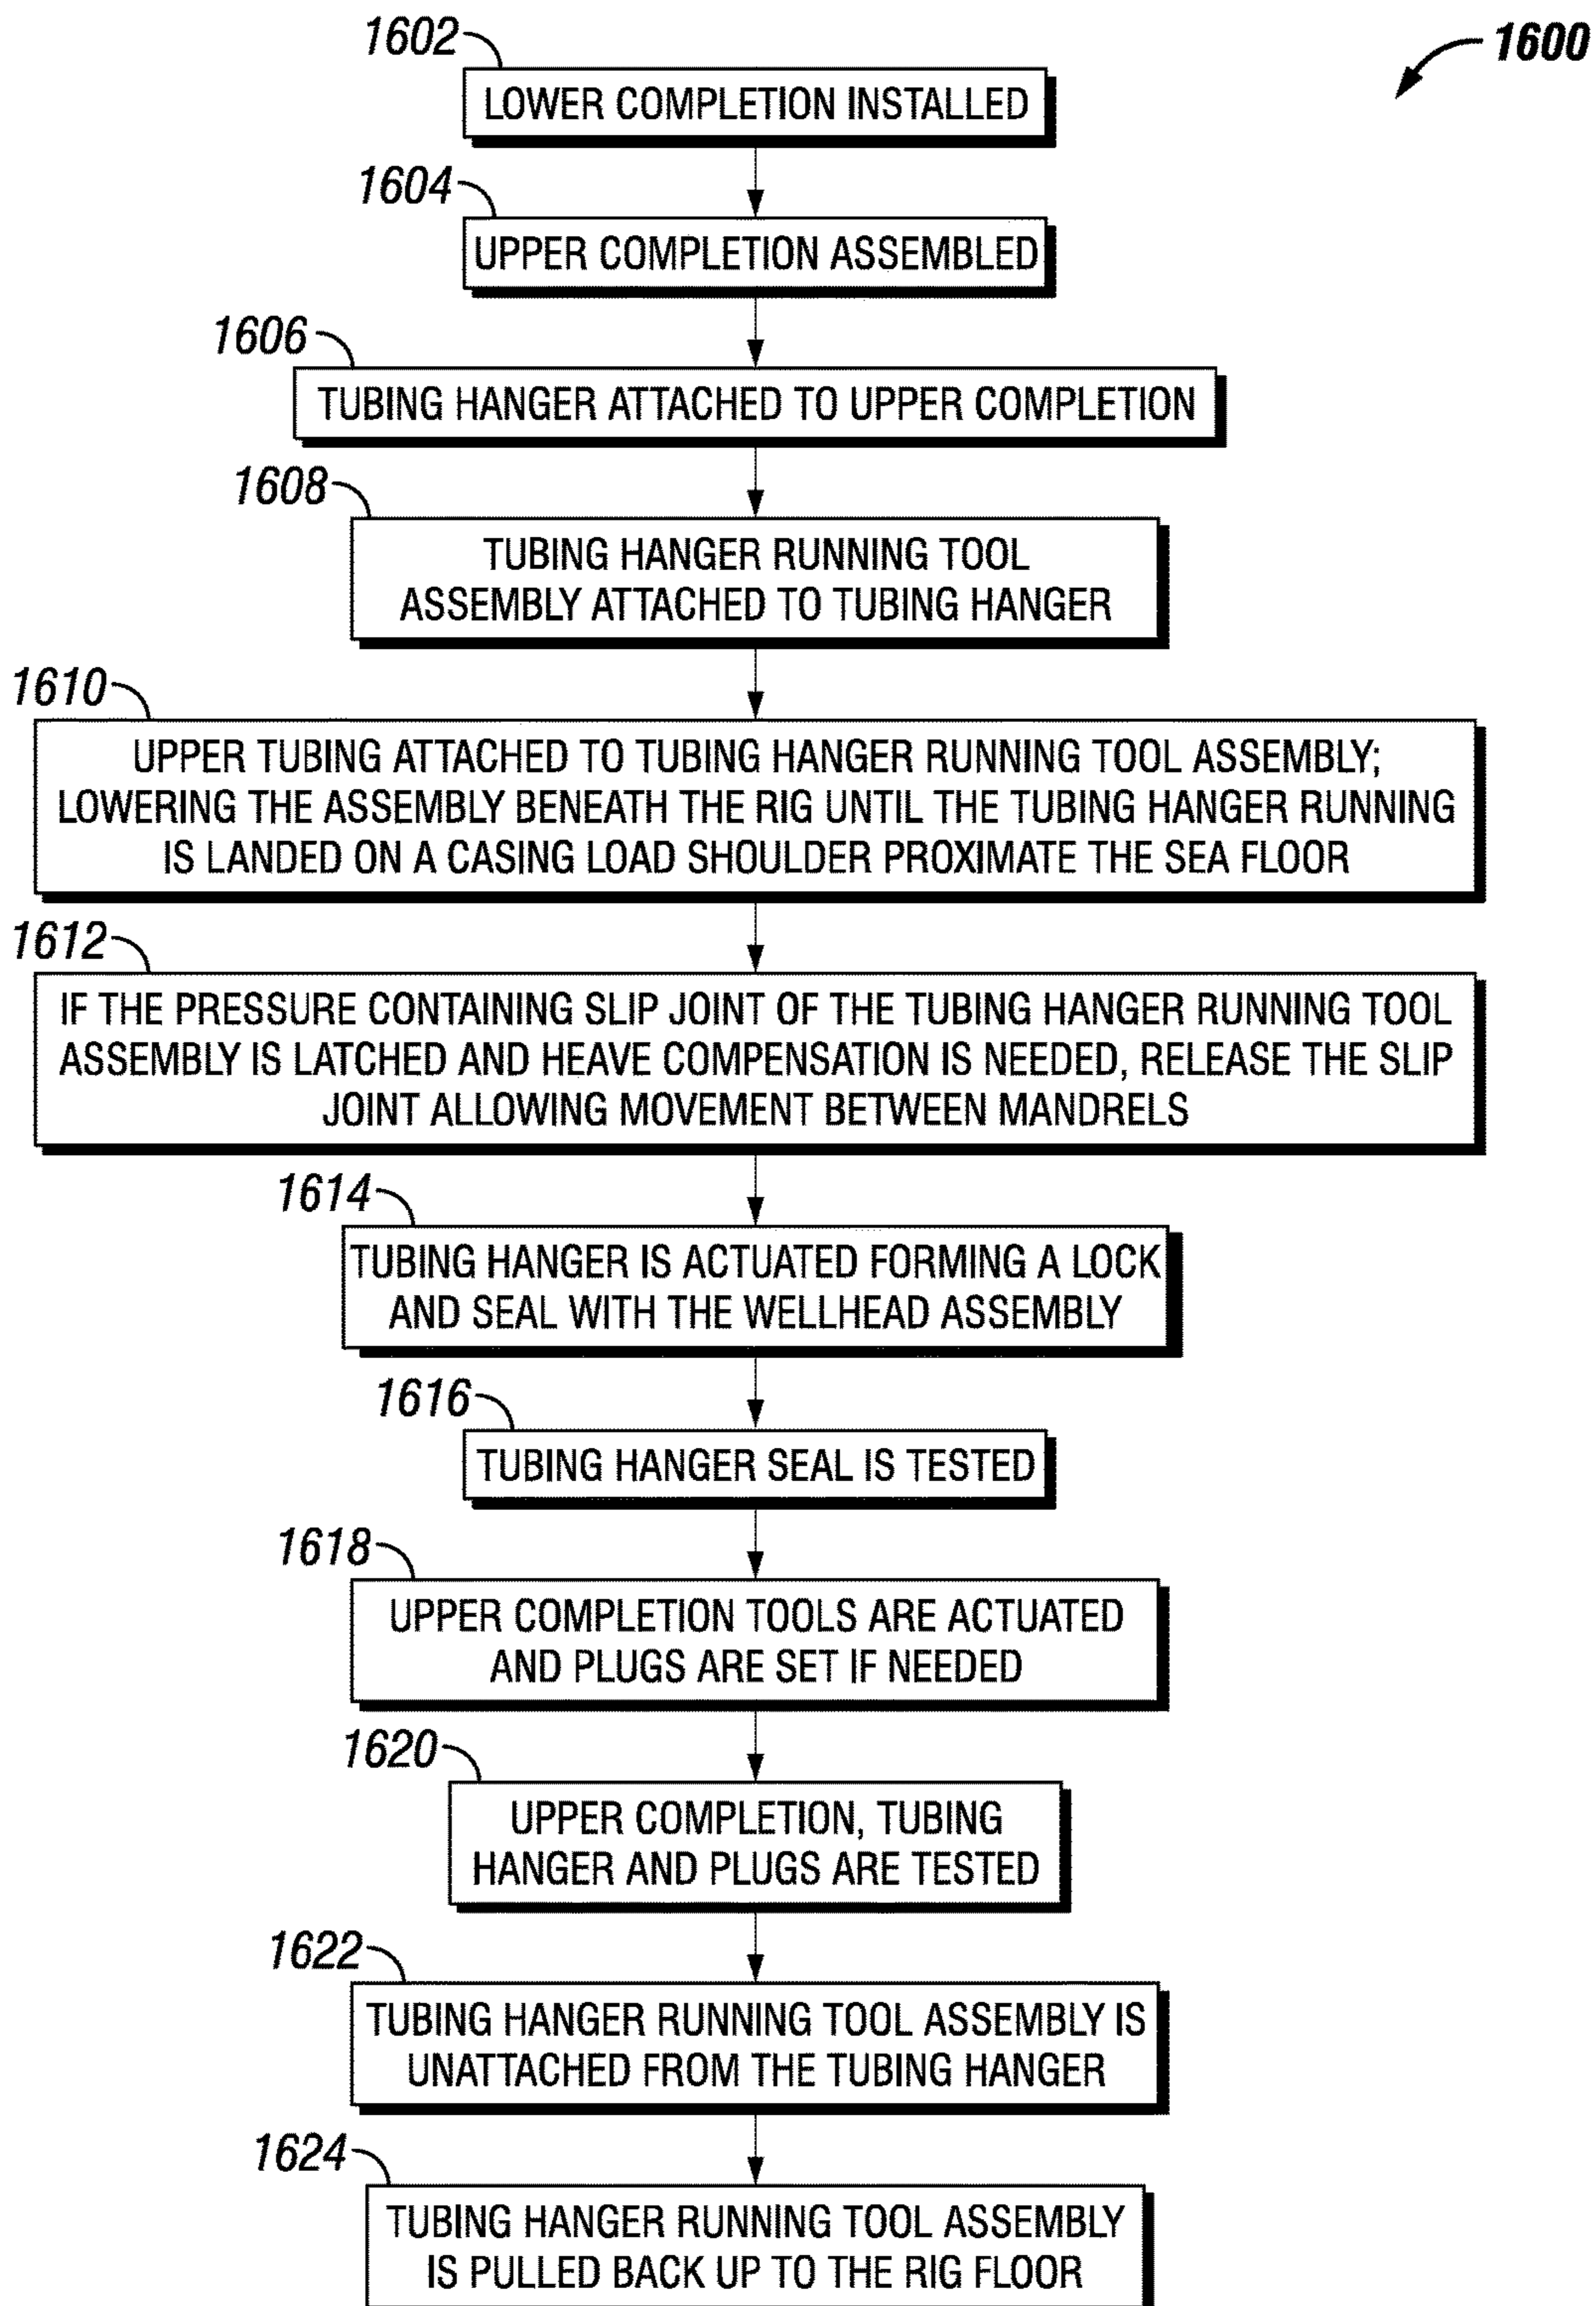 1600
1602
LOWER COMPLETION INSTALLED
1604
UPPER COMPLETION ASSEMBLED
1606
TUBING HANGER ATTACHED TO UPPER COMPLETION
1608
TUBING HANGER RUNNING TOOL
ASSEMBLY ATTACHED TO TUBING HANGER
1610
UPPER TUBING ATTACHED TO TUBING HANGER RUNNING TOOL ASSEMBLY;
LOWERING THE ASSEMBLY BENEATH THE RIG UNTIL THE TUBING HANGER RUNNING
IS LANDED ON A CASING LOAD SHOULDER PROXIMATE THE SEA FLOOR
1612
IF THE PRESSURE CONTAINING SLIP JOINT OF THE TUBING HANGER RUNNING TOOL
ASSEMBLY IS LATCHED AND HEAVE COMPENSATION IS NEEDED, RELEASE THE SLIP
JOINT ALLOWING MOVEMENT BETWEEN MANDRELS
1614
TUBING HANGER IS ACTUATED FORMING A LOCK
AND SEAL WITH THE WELLHEAD ASSEMBLY
1616
TUBING HANGER SEAL IS TESTED
1618
UPPER COMPLETION TOOLS ARE ACTUATED
AND PLUGS ARE SET IF NEEDED
1620
UPPER COMPLETION, TUBING
HANGER AND PLUGS ARE TESTED
1622
TUBING HANGER RUNNING TOOL ASSEMBLY IS
UNATTACHED FROM THE TUBING HANGER
1624
TUBING HANGER RUNNING TOOL ASSEMBLY
IS PULLED BACK UP TO THE RIG FLOOR